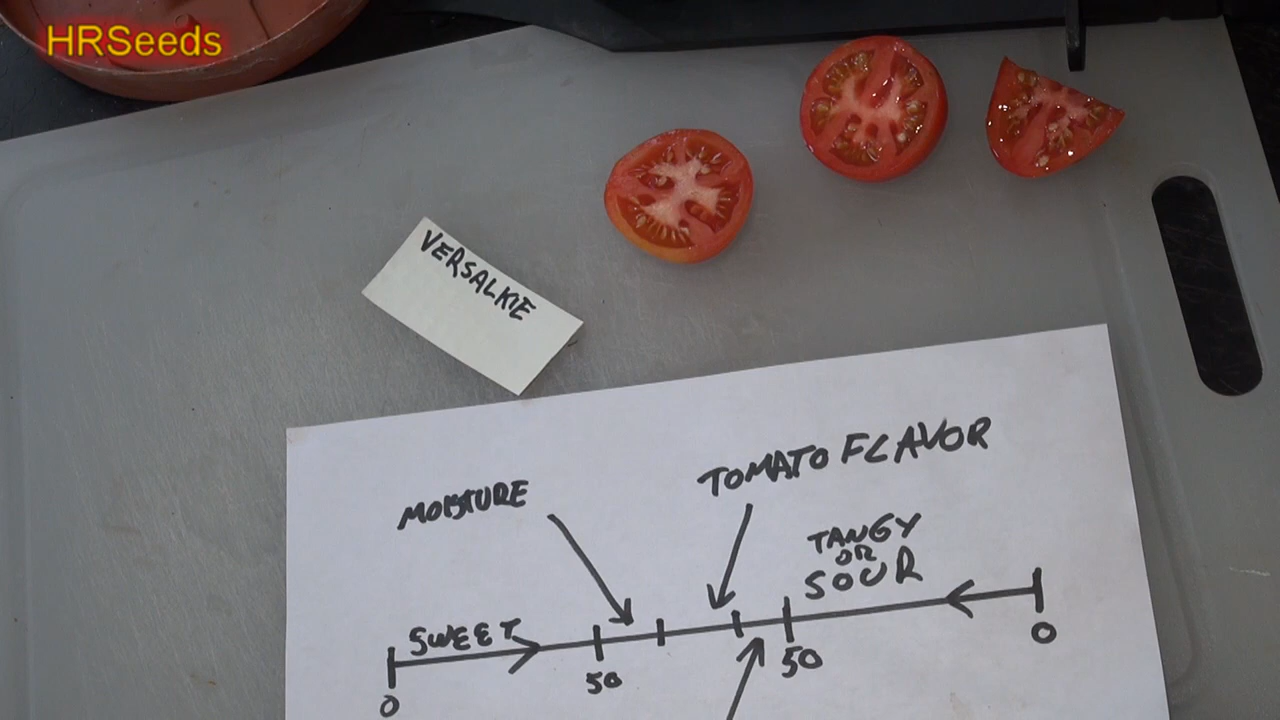 HRSeeds
VERSALKIE
MOISTURE
TOMATO FLAVOR
TANGY
OR
SOUR
SWEET
0
50
50
0